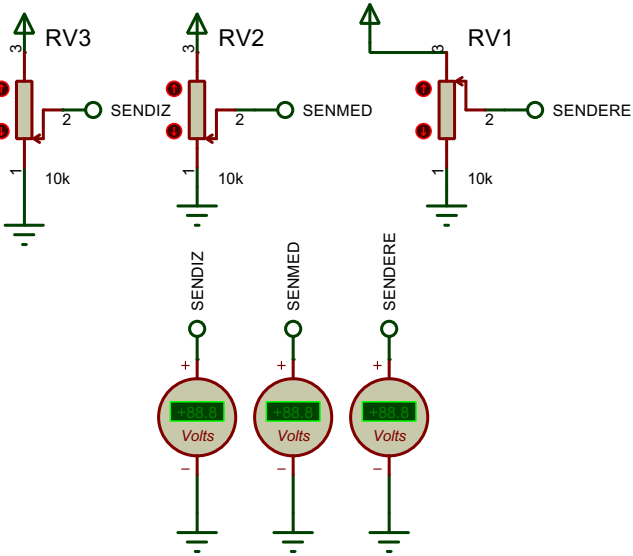 RV3
3
2
SENDIZ
1
10k
RV2
3
2
SENMED
1
10k
RV1
3
2
SENDERE
1
10k
SENDIZ
SENMED
SENDERE
+
+88.8
Volts
–
+
+88.8
Volts
–
+
+88.8
Volts
–